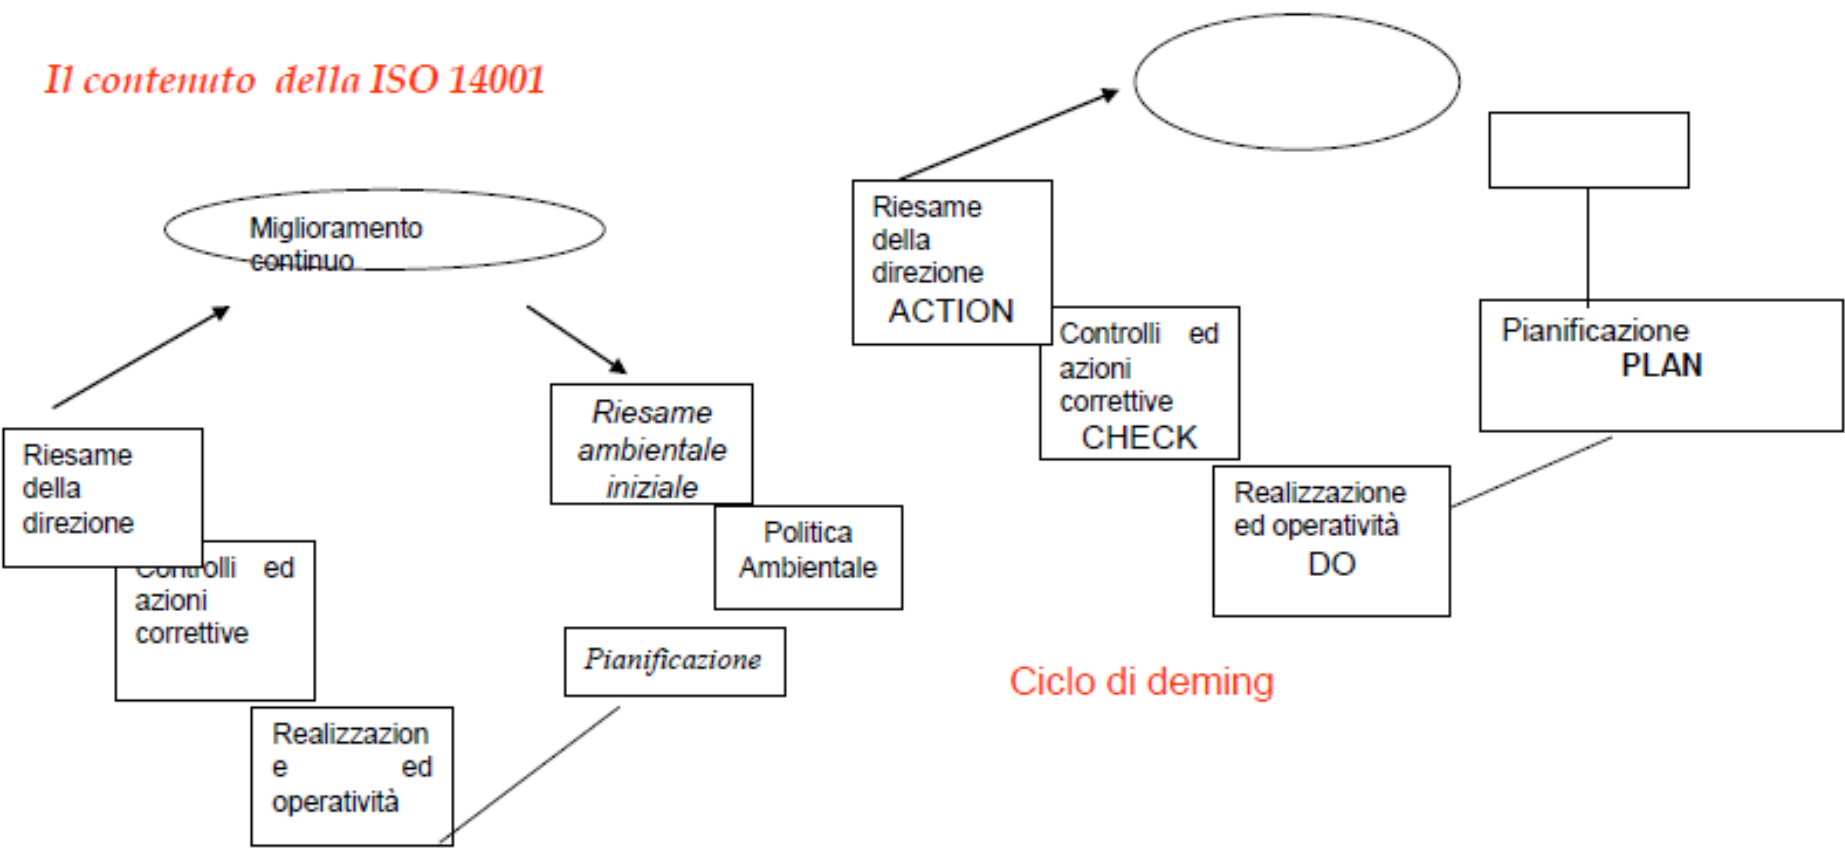 Il contenuto della ISO 14001
Miglioramento
continuo
Riesame
ambientale
iniziale
Politica
Ambientale
Pianificazione
Realizzazion
e ed
operatività
Controlli ed
azioni
correttive
Riesame
della
direzione
Riesame
della
direzione
ACTION
Controlli ed
azioni
correttive
CHECK
Realizzazione
ed operatività
DO
Pianificazione
PLAN
Ciclo di deming